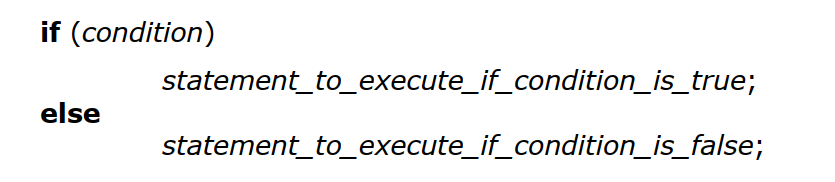 if (condition)
statement_to_execute_if_condition_is_true;
else
statement_to_execute_if_condition_is_false;